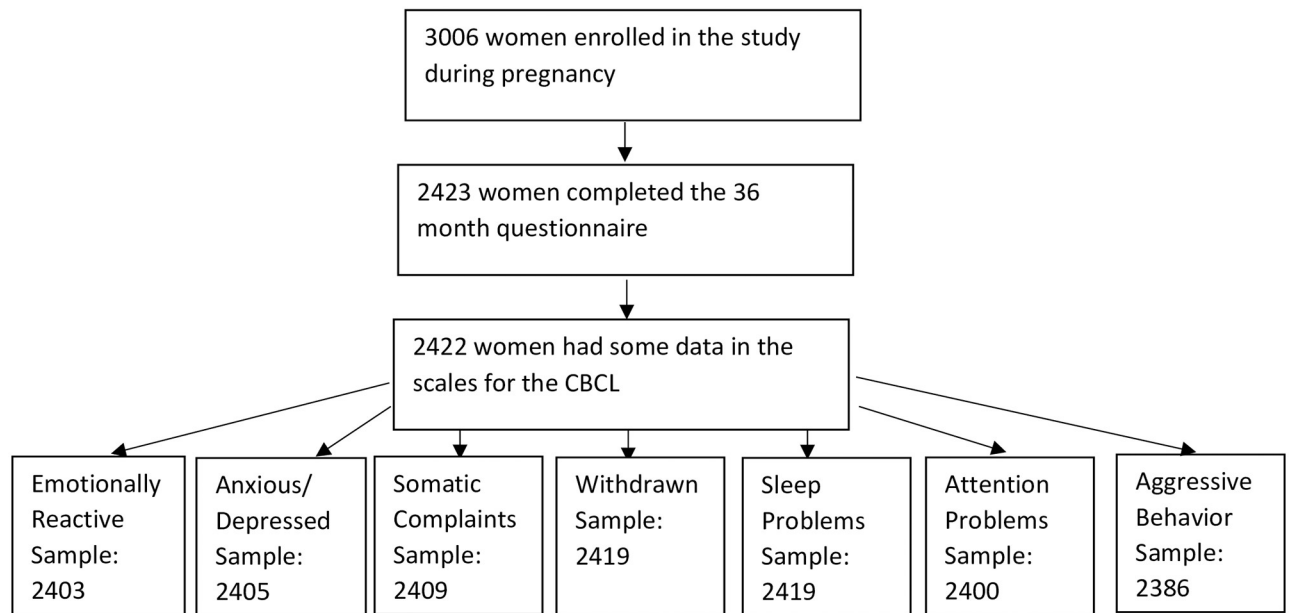 3006 women enrolled in the study
during pregnancy
2423 women completed the 36
month questionnaire
2422 women had some data in the
scales for the CBCL
Emotionally
Reactive
Sample:
2403
Anxious/
Depressed
Sample:
2405
Somatic
Complaints
Sample:
2409
Withdrawn
Sample:
2419
Sleep
Problems
Sample:
2419
Attention
Problems
Sample:
2400
Aggressive
Behavior
Sample:
2386